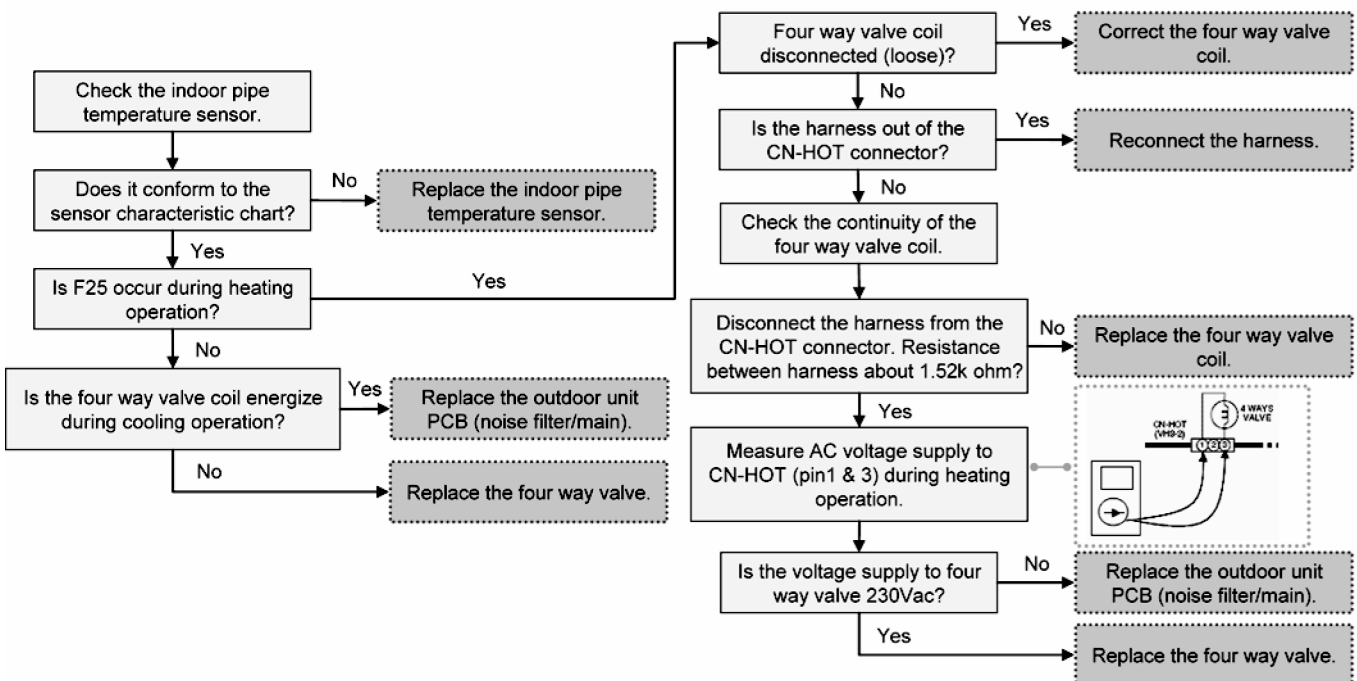 Check the indoor pipe
temperature sensor.
Does it conform to the
sensor characteristic chart?
No
Replace the indoor pipe
temperature sensor.
Yes
Is F25 occur during heating
operation?
Yes
No
Is the four way valve coil energize
during cooling operation?
Yes
Replace the outdoor unit
PCB (noise filter/main).
No
Replace the four way valve.
Four way valve coil
disconnected (loose)?
Yes
Correct the four way valve
coil.
No
Is the harness out of the
CN-HOT connector?
Yes
Reconnect the harness.
No
Check the continuity of the
four way valve coil.
Disconnect the harness from the
CN-HOT connector. Resistance
between harness about 1.52k ohm?
No
Replace the four way valve
coil.
Yes
Measure AC voltage supply to
CN-HOT (pin1 & 3) during heating
operation.
4 WAYS
VALVE
CN-HOT
(VH3-2)
1 2 3
Is the voltage supply to four
way valve 230Vac?
No
Replace the outdoor unit
PCB (noise filter/main).
Yes
Replace the four way valve.